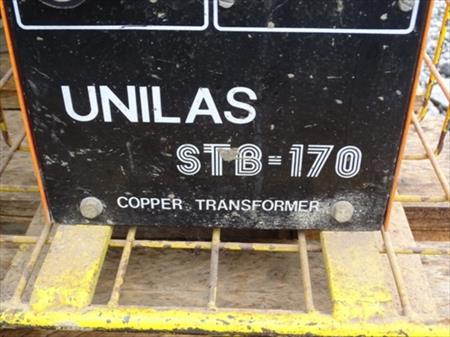 UNILAS
STB-170
COPPER TRANSFORMER